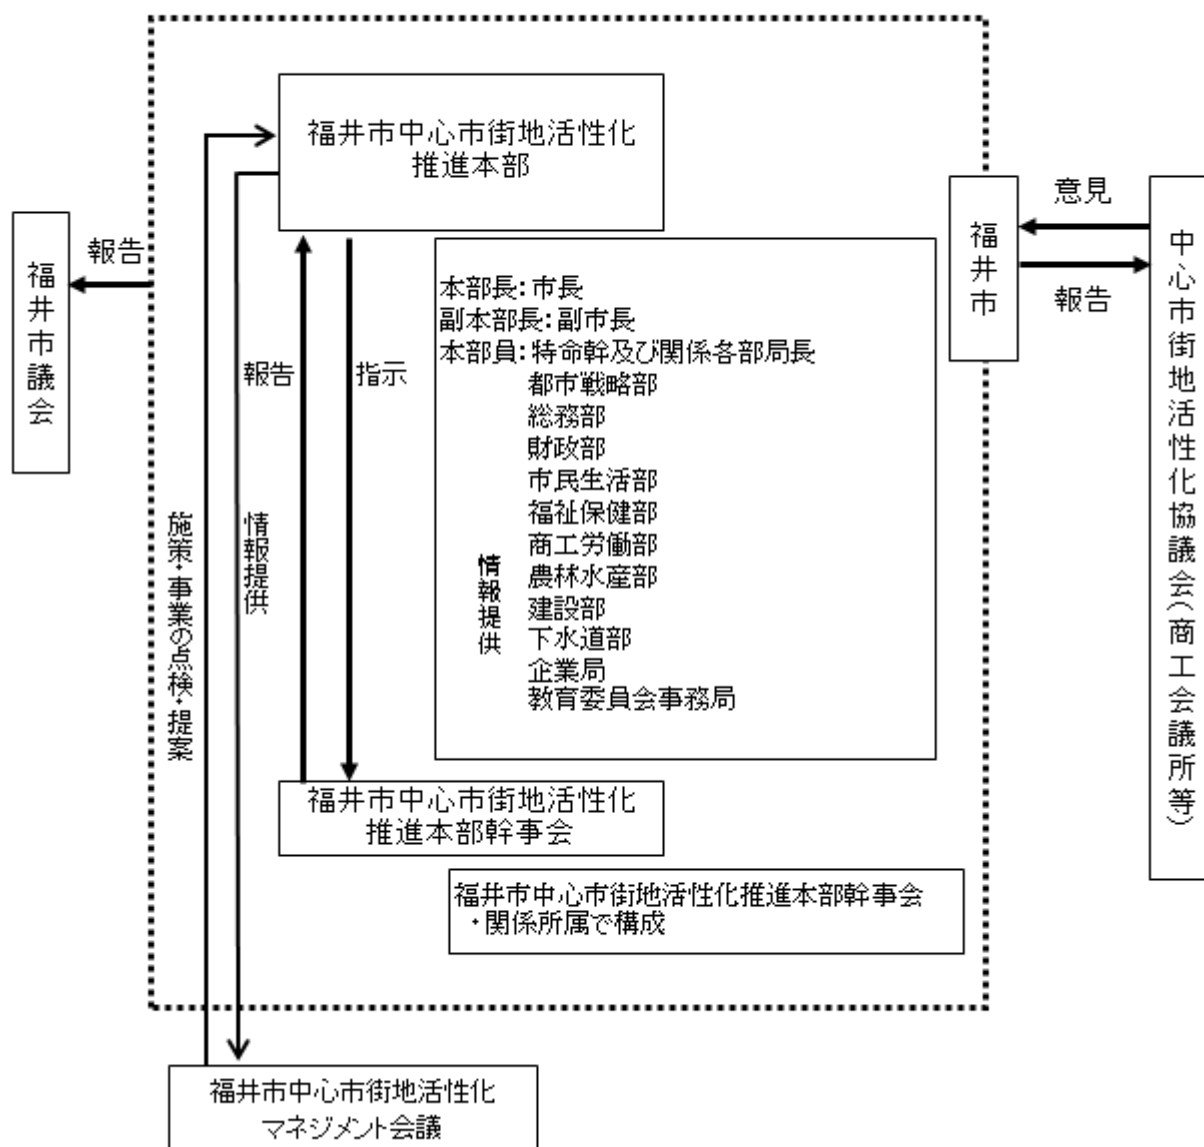 福井市中心市街地活性化
推進本部
福井市議会
報告
福井市
意見
報告
中心市街地活性化協議会(商工会議所等)
本部長:市長
副本部長:副市長
本部員:特命幹及び関係各部局長
都市戦略部
総務部
財政部
市民生活部
福祉保健部
商工労働部
農林水産部
建設部
下水道部
企業局
教育委員会事務局
情報提供
報告
指示
施策・事業の点検・提案
情報提供
福井市中心市街地活性化
推進本部幹事会
福井市中心市街地活性化推進本部幹事会
・関係所属で構成
福井市中心市街地活性化
マネジメント会議